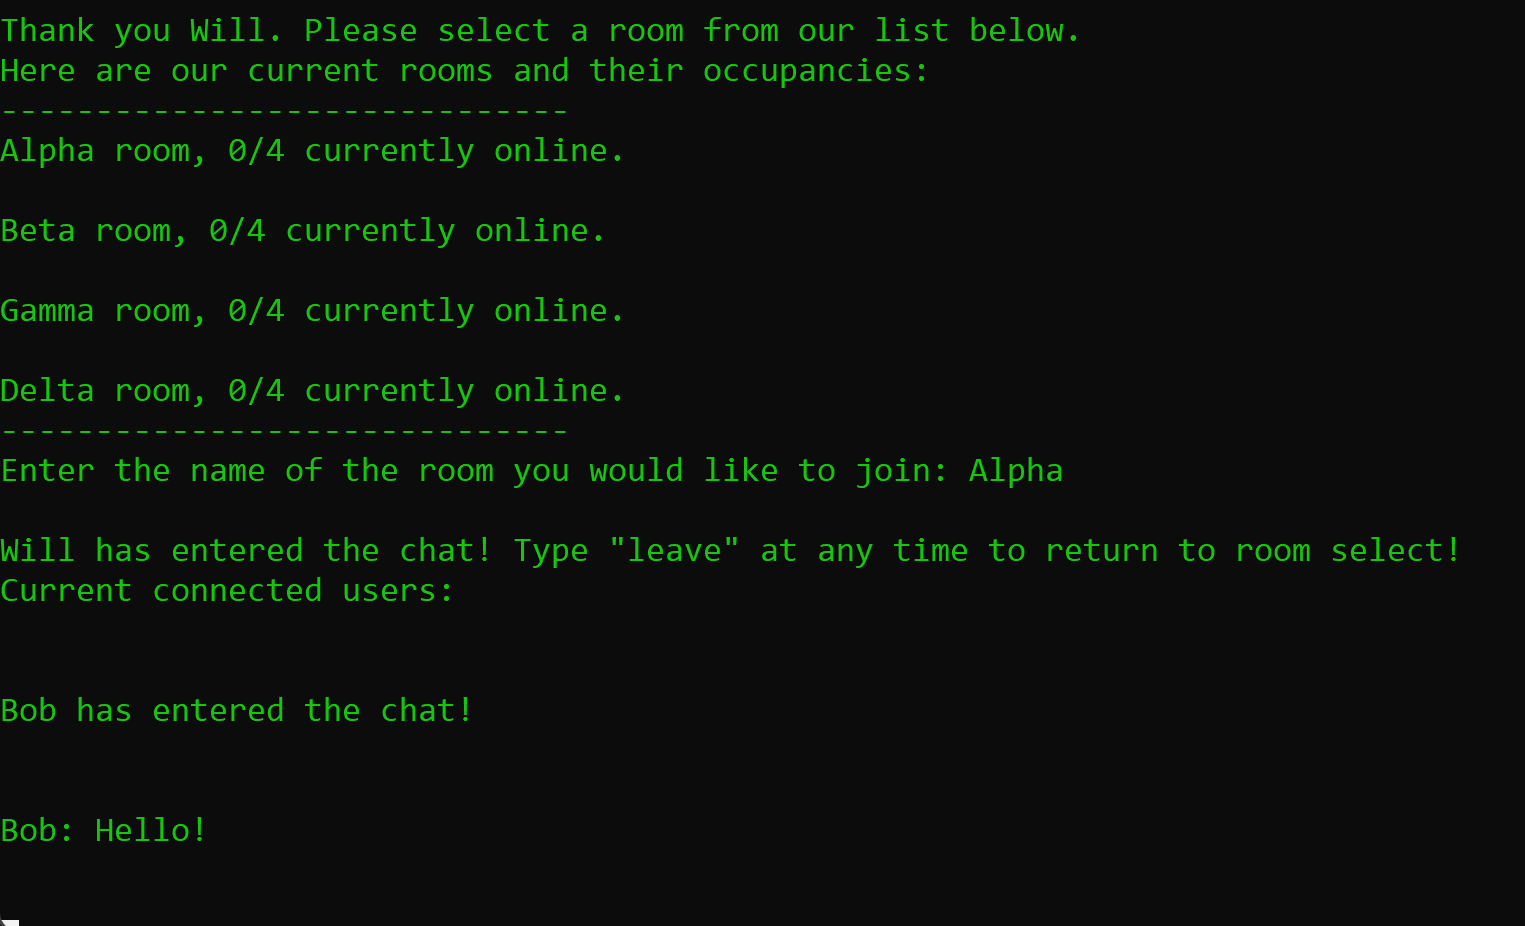 Thank you Will. Please select a room from our list below.
Here are our current rooms and their occupancies:
------------------------------
Alpha room, 0/4 currently online.
Beta room, 0/4 currently online.
Gamma room, 0/4 currently online.
Delta room, 0/4 currently online.
------------------------------
Enter the name of the room you would like to join: Alpha
Will has entered the chat! Type "leave" at any time to return to room select!
Current connected users:
Bob has entered the chat!
Bob: Hello!